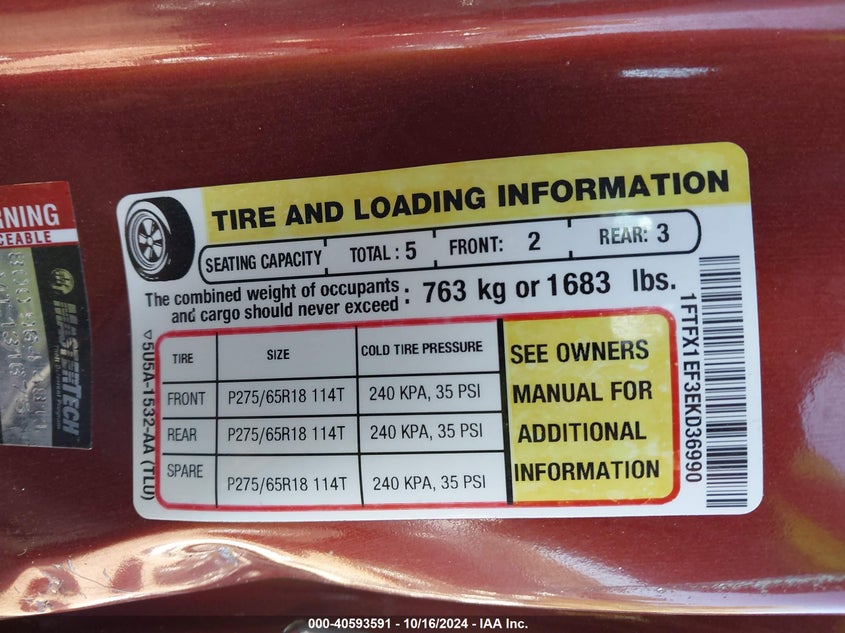 TIRE AND LOADING INFORMATION
SEATING CAPACITY TOTAL : 5 FRONT: 2 REAR: 3
The combined weight of occupants and cargo should never exceed : 763 kg or 1683 lbs.
TIRE SIZE COLD TIRE PRESSURE
FRONT P275/65R18 114T 240 KPA, 35 PSI
REAR P275/65R18 114T 240 KPA, 35 PSI
SPARE P275/65R18 114T 240 KPA, 35 PSI
SEE OWNERS
MANUAL FOR
ADDITIONAL
INFORMATION
1FTFX1EF3EKD36990
5U5A-1532-AA (TLU)
MASTERTECH
000-40593591 - 10/16/2024 - IAA Inc.